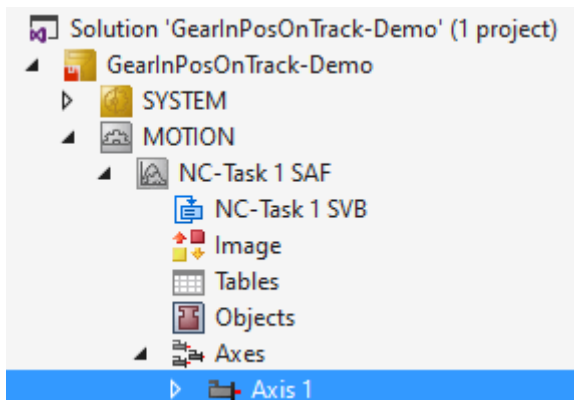 Solution 'GearInPosOnTrack-Demo' (1 project)
GearInPosOnTrack-Demo
SYSTEM
MOTION
NC-Task 1 SAF
NC-Task 1 SVB
Image
Tables
Objects
Axes
Axis 1